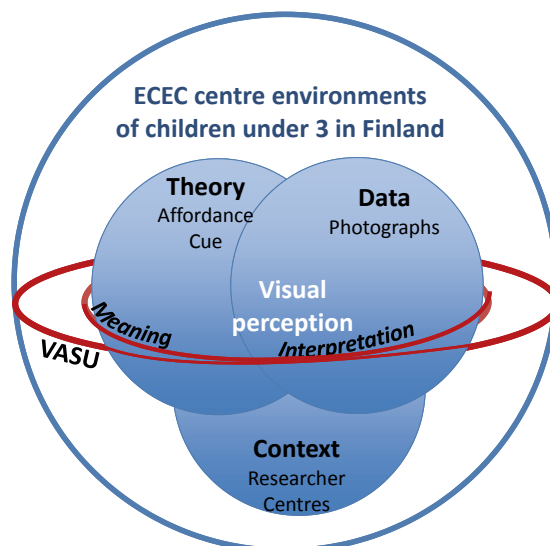 ECEC centre environments
of children under 3 in Finland
Theory
Affordance
Cue
Data
Photographs
Visual
perception
Meaning
Interpretation
VASU
Context
Researcher
Centres